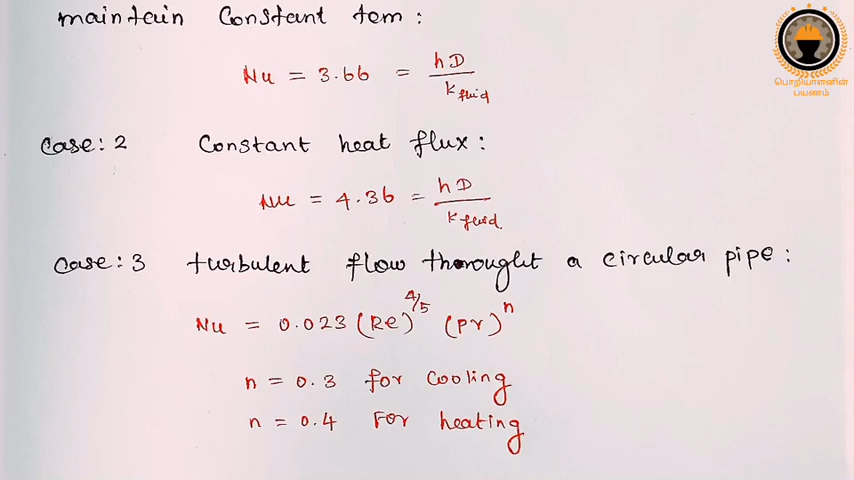 maintain Constant tem :
Nu = 3.66 = hD / k fluid
பொறியாளனின்
பயணம்
Case: 2 Constant heat flux :
Nu = 4.36 = hD / k fluid.
Case: 3 turbulent flow thorought a circular pipe :
Nu = 0.023 (Re)^4/5 (Pr)^n
n = 0.3 for cooling
n = 0.4 For heating